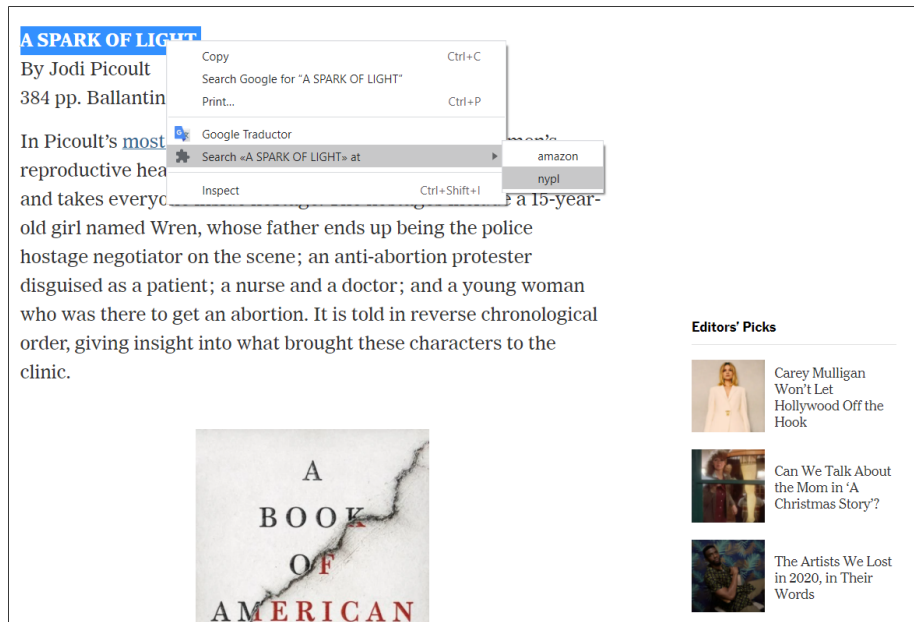 A SPARK OF LIGHT
By Jodi Picoult
384 pp. Ballantin
Copy Ctrl+C
Search Google for “A SPARK OF LIGHT”
Print... Ctrl+P
Google Traductor
Search «A SPARK OF LIGHT» at
Inspect Ctrl+Shift+I
amazon
nypl
In Picoult’s most
reproductive hea
and takes everyo a 15-year-
old girl named Wren, whose father ends up being the police
hostage negotiator on the scene; an anti-abortion protester
disguised as a patient; a nurse and a doctor; and a young woman
who was there to get an abortion. It is told in reverse chronological
order, giving insight into what brought these characters to the
clinic.
A
BOOK
OF
AMERICAN
Editors’ Picks
Carey Mulligan
Won’t Let
Hollywood Off the
Hook
Can We Talk About
the Mom in ‘A
Christmas Story’?
The Artists We Lost
in 2020, in Their
Words